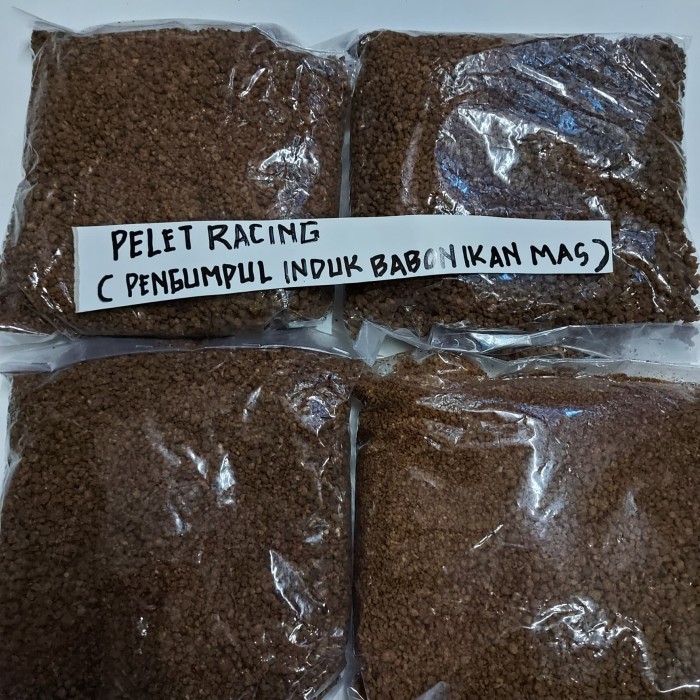 PELET RACING
( PENGUMPUL INDUK BABON IKAN MAS )